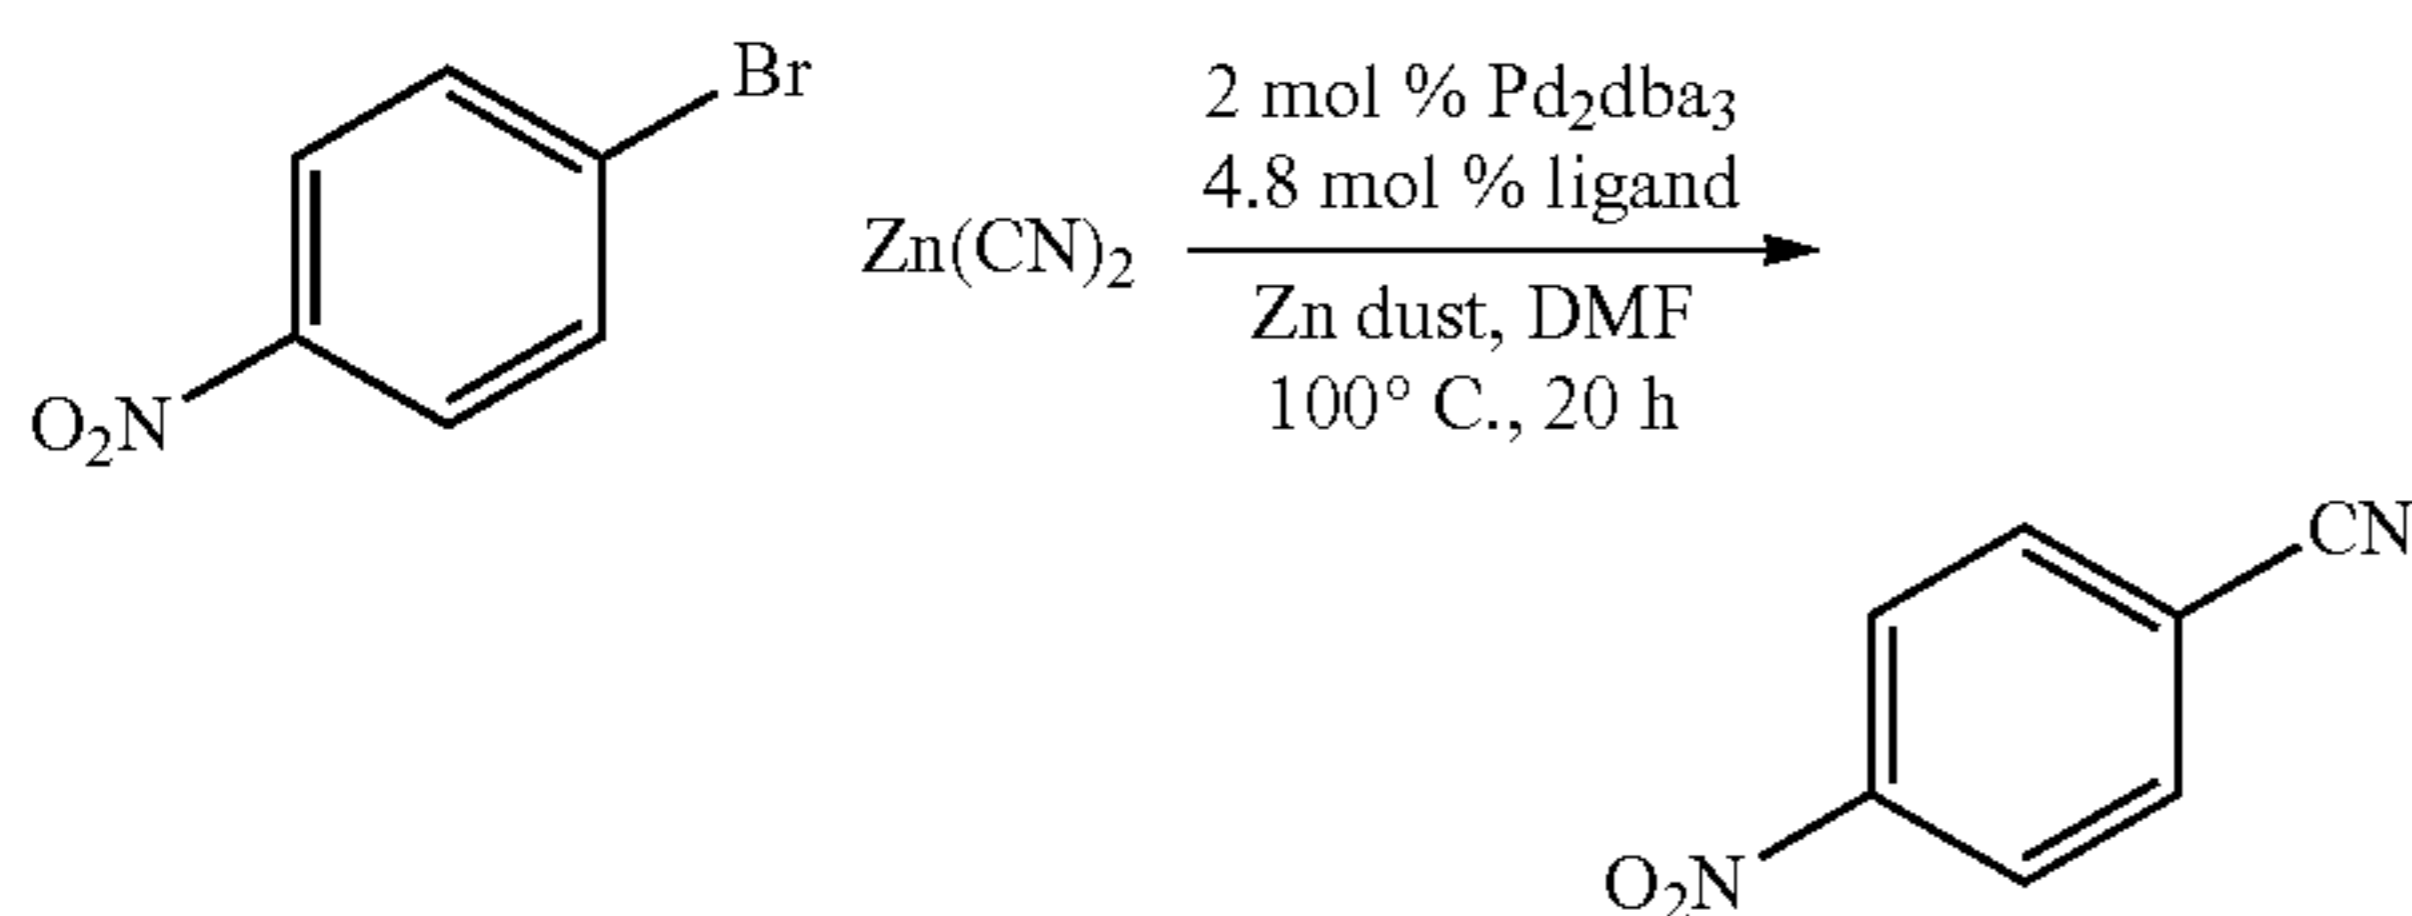 Br
O₂N
Zn(CN)₂
2 mol % Pd₂dba₃
4.8 mol % ligand
Zn dust, DMF
100° C., 20 h
CN
O₂N